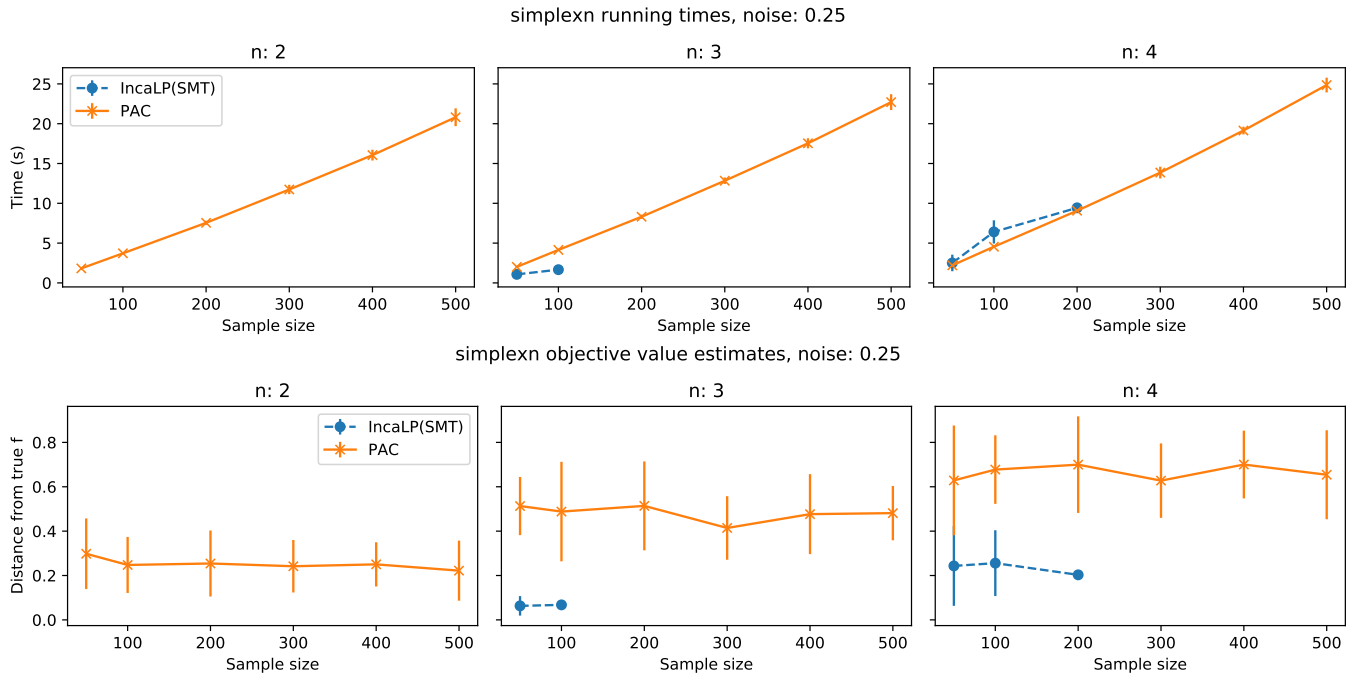 simplexn running times, noise: 0.25
n: 2
n: 3
n: 4
Time (s)
25
20
15
10
5
0
IncaLP(SMT)
PAC
100 200 300 400 500
100 200 300 400 500
100 200 300 400 500
Sample size
Sample size
Sample size
simplexn objective value estimates, noise: 0.25
n: 2
n: 3
n: 4
Distance from true f
0.8
0.6
0.4
0.2
0.0
IncaLP(SMT)
PAC
100 200 300 400 500
100 200 300 400 500
100 200 300 400 500
Sample size
Sample size
Sample size